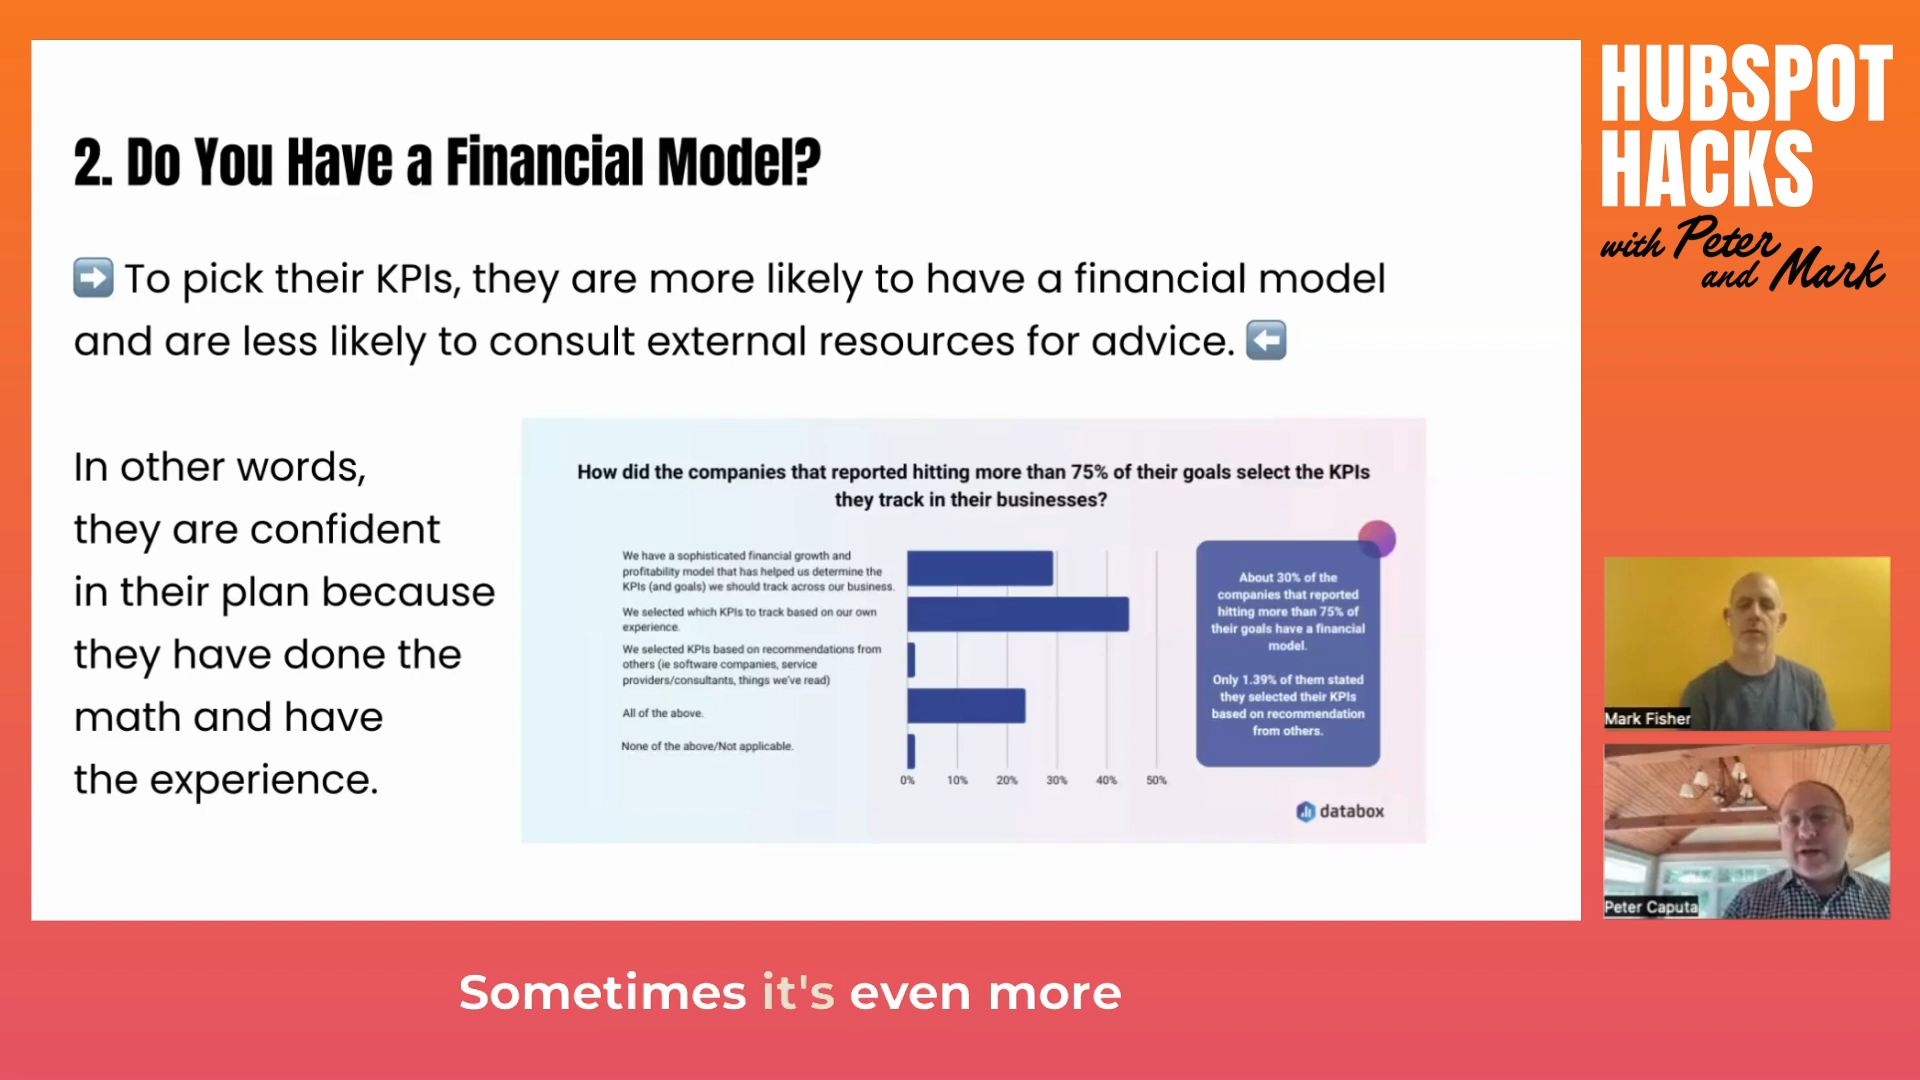 HUBSPOT
HACKS
with Peter
and Mark
2. Do You Have a Financial Model?
➡️ To pick their KPIs, they are more likely to have a financial model
and are less likely to consult external resources for advice. ⬅️
In other words,
they are confident
in their plan because
they have done the
math and have
the experience.
How did the companies that reported hitting more than 75% of their goals select the KPIs
they track in their businesses?
We have a sophisticated financial growth and
profitability model that has helped us determine the
KPIs (and goals) we should track across our business.
We selected which KPIs to track based on our own
experience.
We selected KPIs based on recommendations from
others (ie software companies, service
providers/consultants, things we've read)
All of the above.
None of the above/Not applicable.
0% 10% 20% 30% 40% 50%
About 30% of the
companies that reported
hitting more than 75% of
their goals have a financial
model.
Only 1.39% of them stated
they selected their KPIs
based on recommendation
from others.
databox
Mark Fisher
Peter Caputa
Sometimes it's even more